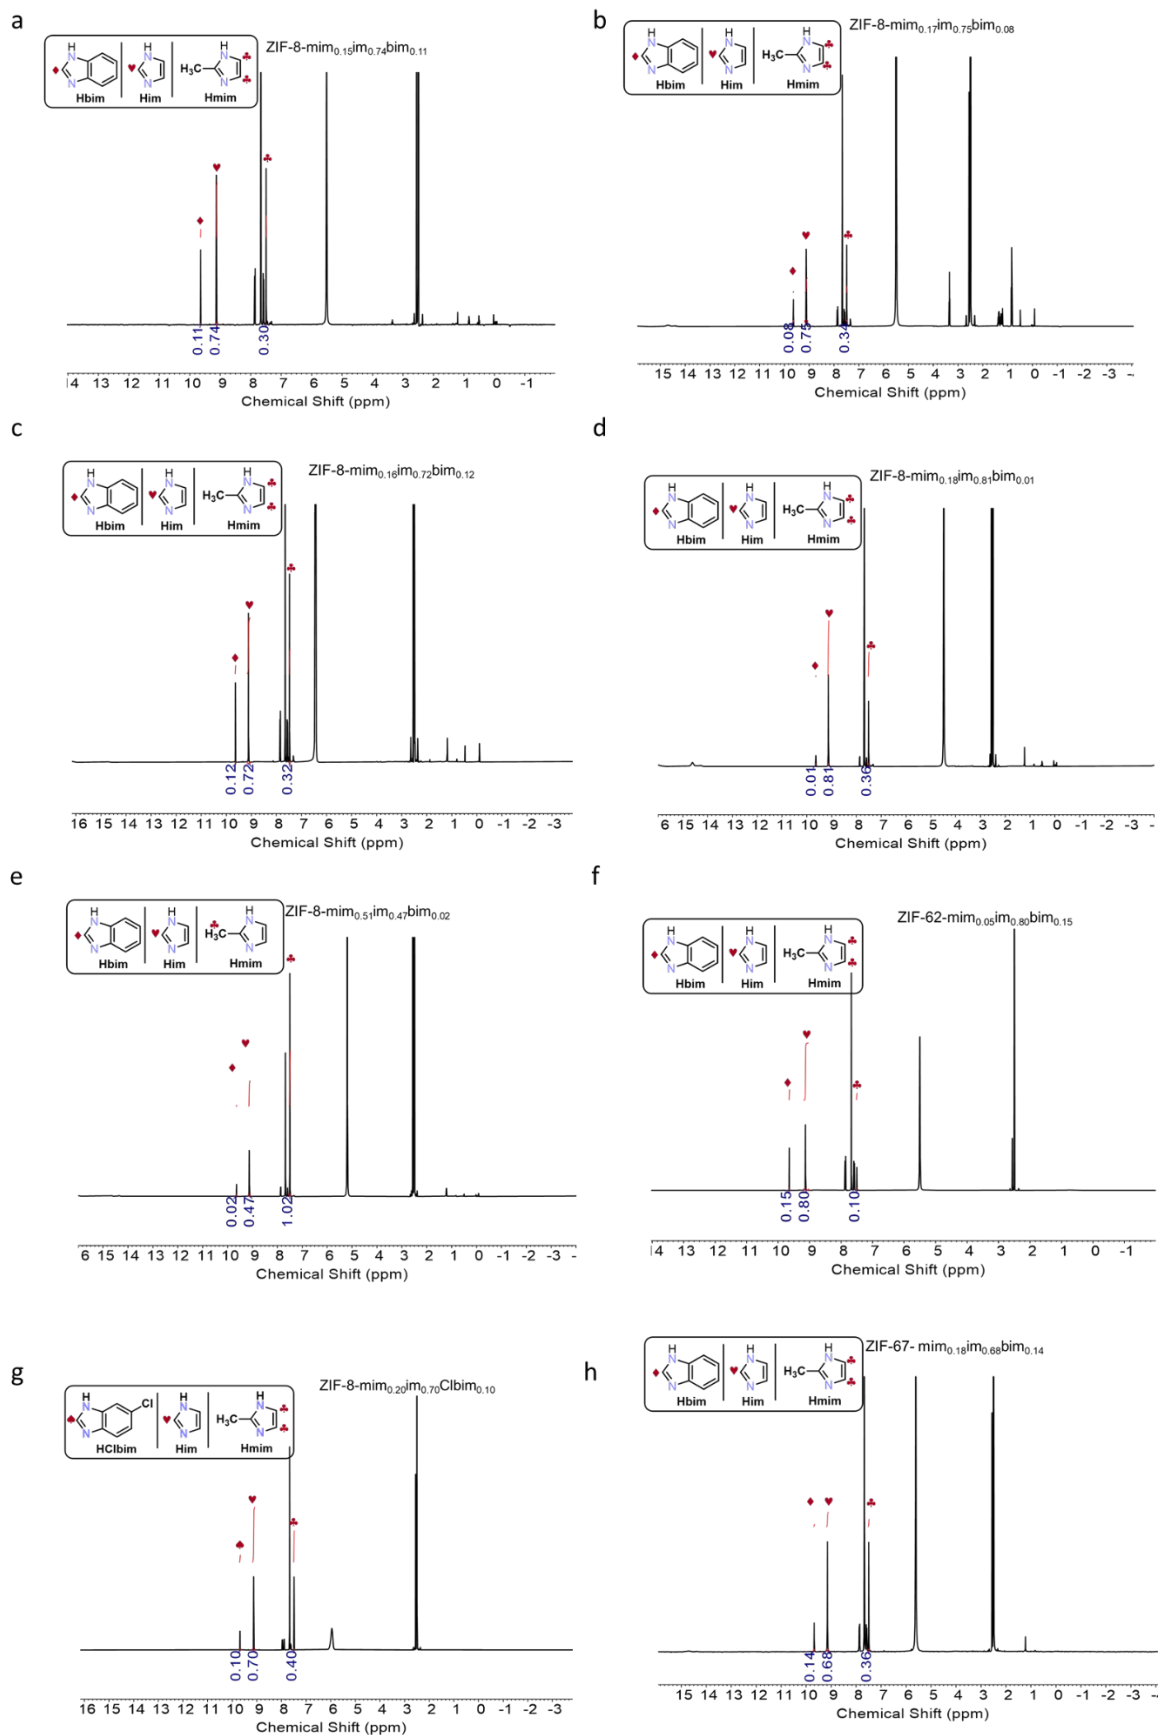 a
ZIF-8-mim0.15im0.74bim0.11
H
N
N
Hbim
H
N
N
Him
H
N
H3C
N
Hmim
0.11
0.74
0.30
14 13 12 11 10 9 8 7 6 5 4 3 2 1 0 -1
Chemical Shift (ppm)
b
ZIF-8-mim0.17im0.75bim0.08
H
N
N
Hbim
H
N
N
Him
H
N
H3C
N
Hmim
0.08
0.75
0.34
15 14 13 12 11 10 9 8 7 6 5 4 3 2 1 0 -1 -2 -3
Chemical Shift (ppm)
c
ZIF-8-mim0.16im0.72bim0.12
H
N
N
Hbim
H
N
N
Him
H
N
H3C
N
Hmim
0.12
0.72
0.32
16 15 14 13 12 11 10 9 8 7 6 5 4 3 2 1 0 -1 -2 -3
Chemical Shift (ppm)
d
ZIF-8-mim0.18im0.81bim0.01
H
N
N
Hbim
H
N
N
Him
H
N
H3C
N
Hmim
0.01
0.81
0.36
6 15 14 13 12 11 10 9 8 7 6 5 4 3 2 1 0 -1 -2 -3
Chemical Shift (ppm)
e
ZIF-8-mim0.51im0.47bim0.02
H
N
N
Hbim
H
N
N
Him
H
N
H3C
N
Hmim
0.02
0.47
1.02
16 15 14 13 12 11 10 9 8 7 6 5 4 3 2 1 0 -1 -2 -3
Chemical Shift (ppm)
f
ZIF-62-mim0.05im0.80bim0.15
H
N
N
Hbim
H
N
N
Him
H
N
H3C
N
Hmim
0.15
0.80
0.10
14 13 12 11 10 9 8 7 6 5 4 3 2 1 0 -1
Chemical Shift (ppm)
g
ZIF-8-mim0.20im0.70Clbim0.10
H
N
Cl
N
HClbim
H
N
N
Him
H
N
H3C
N
Hmim
0.10
0.70
0.40
16 15 14 13 12 11 10 9 8 7 6 5 4 3 2 1 0 -1 -2 -3
Chemical Shift (ppm)
h
ZIF-67- mim0.18im0.68bim0.14
H
N
N
Hbim
H
N
N
Him
H
N
H3C
N
Hmim
0.14
0.68
0.36
15 14 13 12 11 10 9 8 7 6 5 4 3 2 1 0 -1 -2 -3
Chemical Shift (ppm)